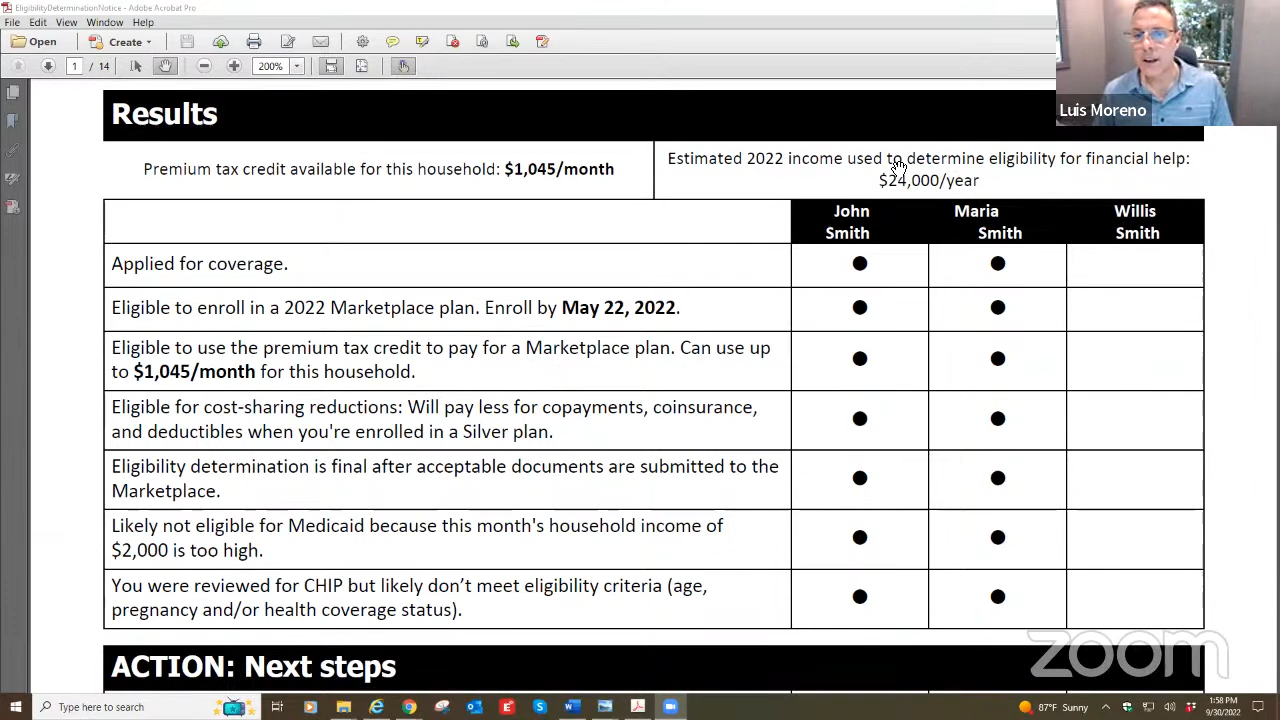 EligibilityDeterminationNotice - Adobe Acrobat Pro
File Edit View Window Help
Open Create
1 / 14 200%
Luis Moreno
Results
Premium tax credit available for this household: $1,045/month
Estimated 2022 income used to determine eligibility for financial help:
$24,000/year
John Maria Willis
Smith Smith Smith
Applied for coverage.
Eligible to enroll in a 2022 Marketplace plan. Enroll by May 22, 2022.
Eligible to use the premium tax credit to pay for a Marketplace plan. Can use up
to $1,045/month for this household.
Eligible for cost-sharing reductions: Will pay less for copayments, coinsurance,
and deductibles when you're enrolled in a Silver plan.
Eligibility determination is final after acceptable documents are submitted to the
Marketplace.
Likely not eligible for Medicaid because this month's household income of
$2,000 is too high.
You were reviewed for CHIP but likely don’t meet eligibility criteria (age,
pregnancy and/or health coverage status).
zoom
ACTION: Next steps
Type here to search
87°F Sunny
1:58 PM
9/30/2022